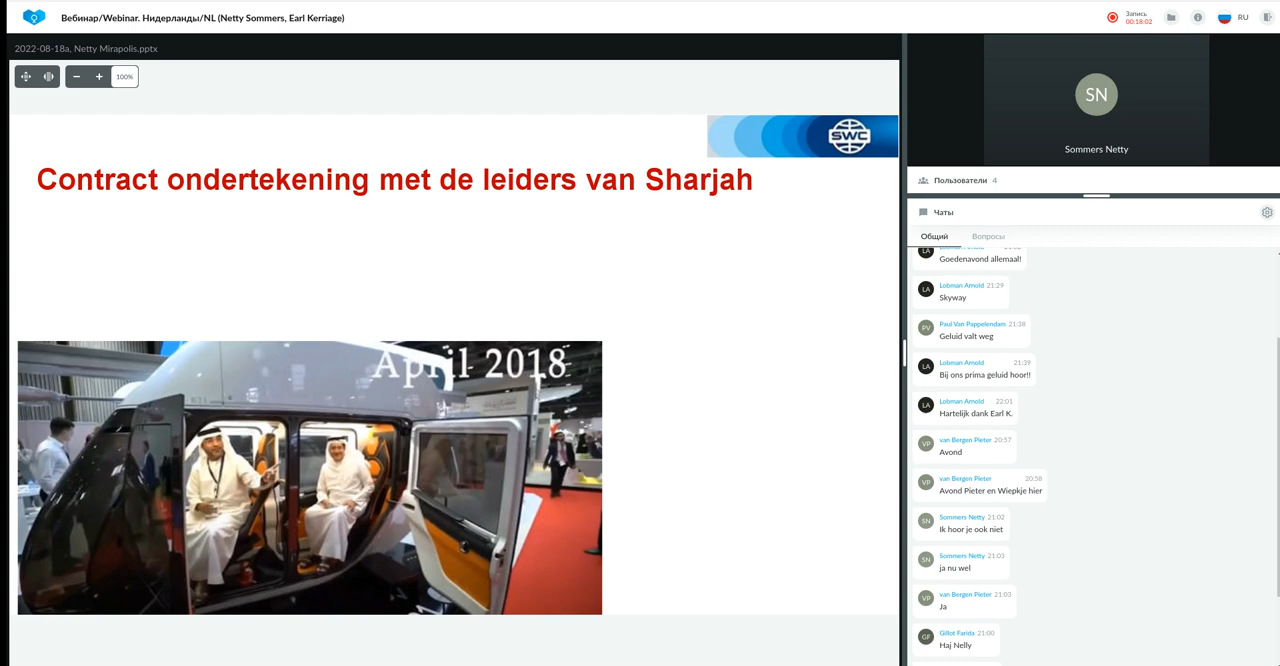 Вебинар/Webinar. Нидерланды/NL (Netty Sommers, Earl Kerriage)
Запись
00:18:02
RU
2022-08-18a, Netty Mirapolis.pptx
100%
SWC
Contract ondertekening met de leiders van Sharjah
April 2018
SN
Sommers Netty
Пользователи 4
Чаты
Общий
Вопросы
LA
Goedenavond allemaal!
LA
Lobman Arnold 21:29
Skyway
PV
Paul Van Pappelendam 21:38
Geluid valt weg
LA
Lobman Arnold 21:39
Bij ons prima geluid hoor!!
LA
Lobman Arnold 22:01
Hartelijk dank Earl K.
VP
van Bergen Pieter 20:57
Avond
VP
van Bergen Pieter 20:58
Avond Pieter en Wiepkje hier
SN
Sommers Netty 21:02
Ik hoor je ook niet
SN
Sommers Netty 21:03
ja nu wel
VP
van Bergen Pieter 21:03
Ja
GF
Gillot Farida 21:00
Haj Nelly